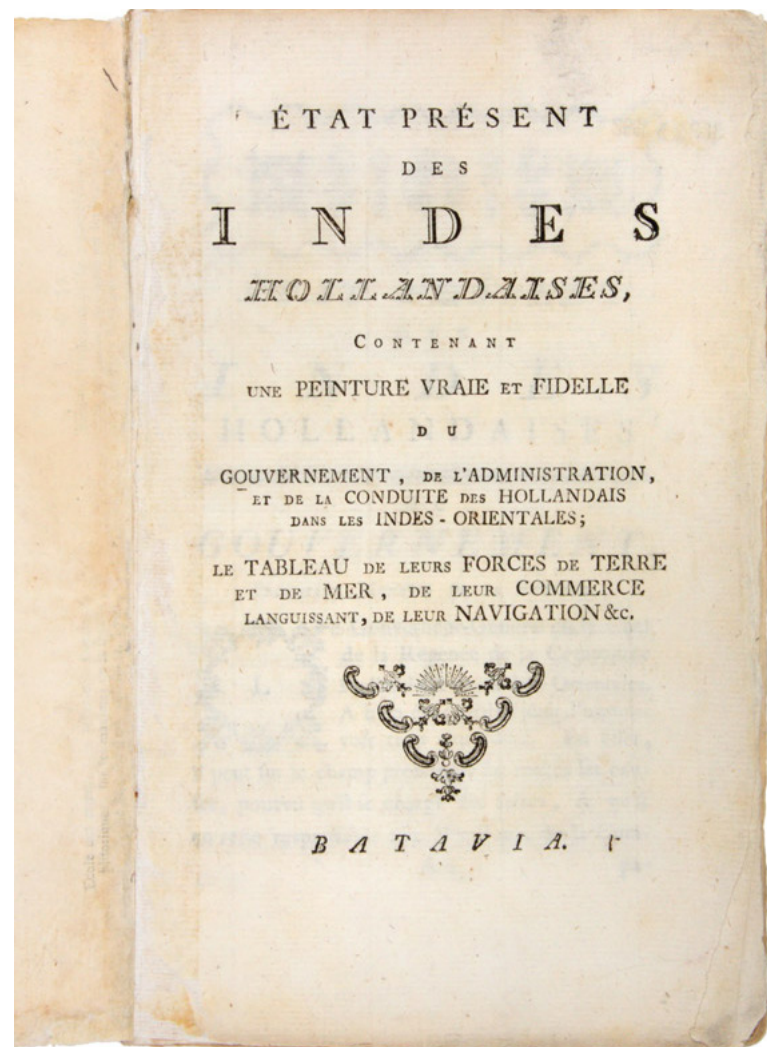 ÉTAT PRÉSENT
DES
INDES
HOLLANDAISES,
CONTENANT
UNE PEINTURE VRAIE ET FIDELLE
DU
GOUVERNEMENT, DE L'ADMINISTRATION,
ET DE LA CONDUITE DES HOLLANDAIS
DANS LES INDES-ORIENTALES;
LE TABLEAU DE LEURS FORCES DE TERRE
ET DE MER, DE LEUR COMMERCE
LANGUISSANT, DE LEUR NAVIGATION &c.
BATAVIA.